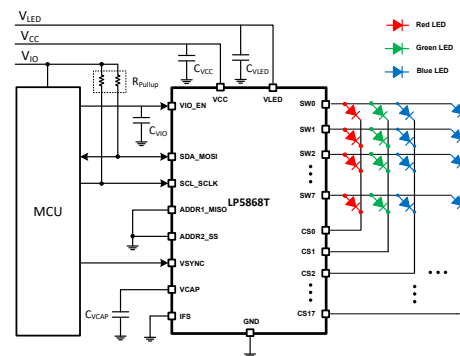 VLED
VCC
VIO
RPullup
CVCC
CVLED
Red LED
Green LED
Blue LED
VCC
VLED
VIO_EN
CVIO
SDA_MOSI
SCL_SCLK
LP5868T
MCU
ADDR1_MISO
ADDR2_SS
VSYNC
VCAP
CVCAP
IFS
GND
SW0
SW1
SW2
SW7
CS0
CS1
CS2
CS17